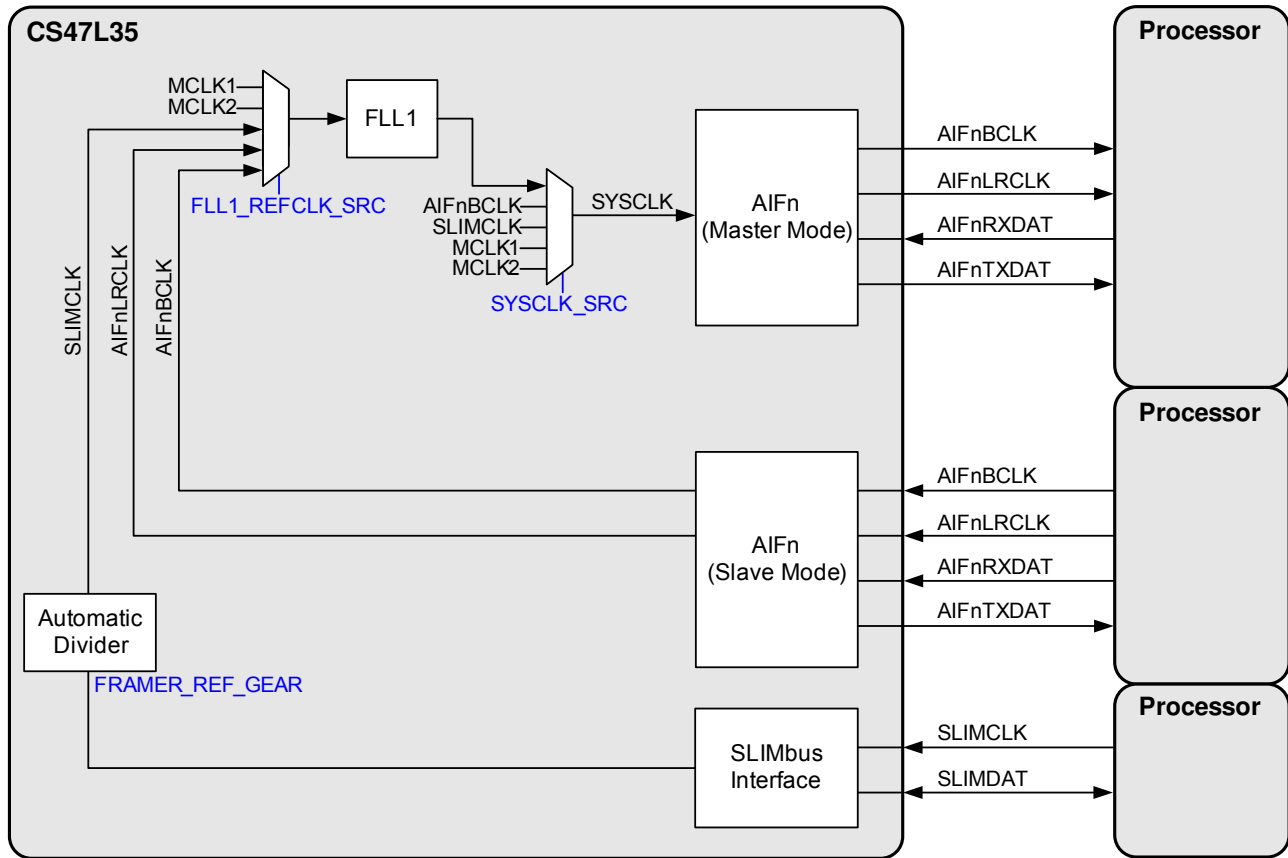 CS47L35
Processor
MCLK1
MCLK2
FLL1
FLL1_REFCLK_SRC
AIFnBCLK
SLIMCLK
MCLK1
MCLK2
SYSCLK_SRC
SYSCLK
AIFn
(Master Mode)
AIFnBCLK
AIFnLRCLK
AIFnRXDAT
AIFnTXDAT
SLIMCLK
AIFnLRCLK
AIFnBCLK
Processor
AIFn
(Slave Mode)
AIFnBCLK
AIFnLRCLK
AIFnRXDAT
AIFnTXDAT
Automatic
Divider
FRAMER_REF_GEAR
Processor
SLIMbus
Interface
SLIMCLK
SLIMDAT